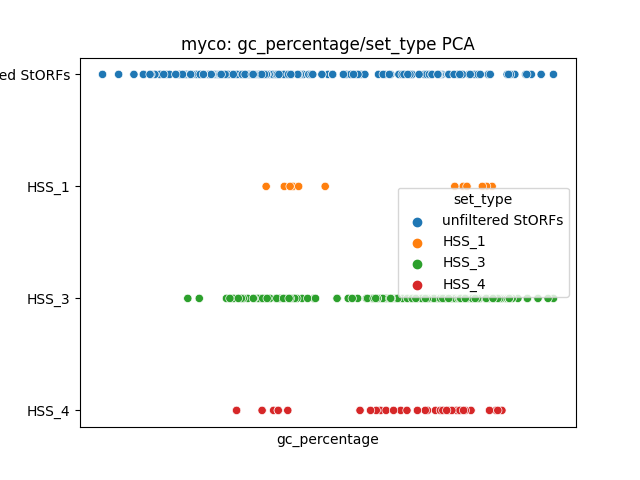 myco: gc_percentage/set_type PCA
ed StORFs
HSS_1
set_type
unfiltered StORFs
HSS_1
HSS_3
HSS_4
HSS_3
HSS_4
gc_percentage